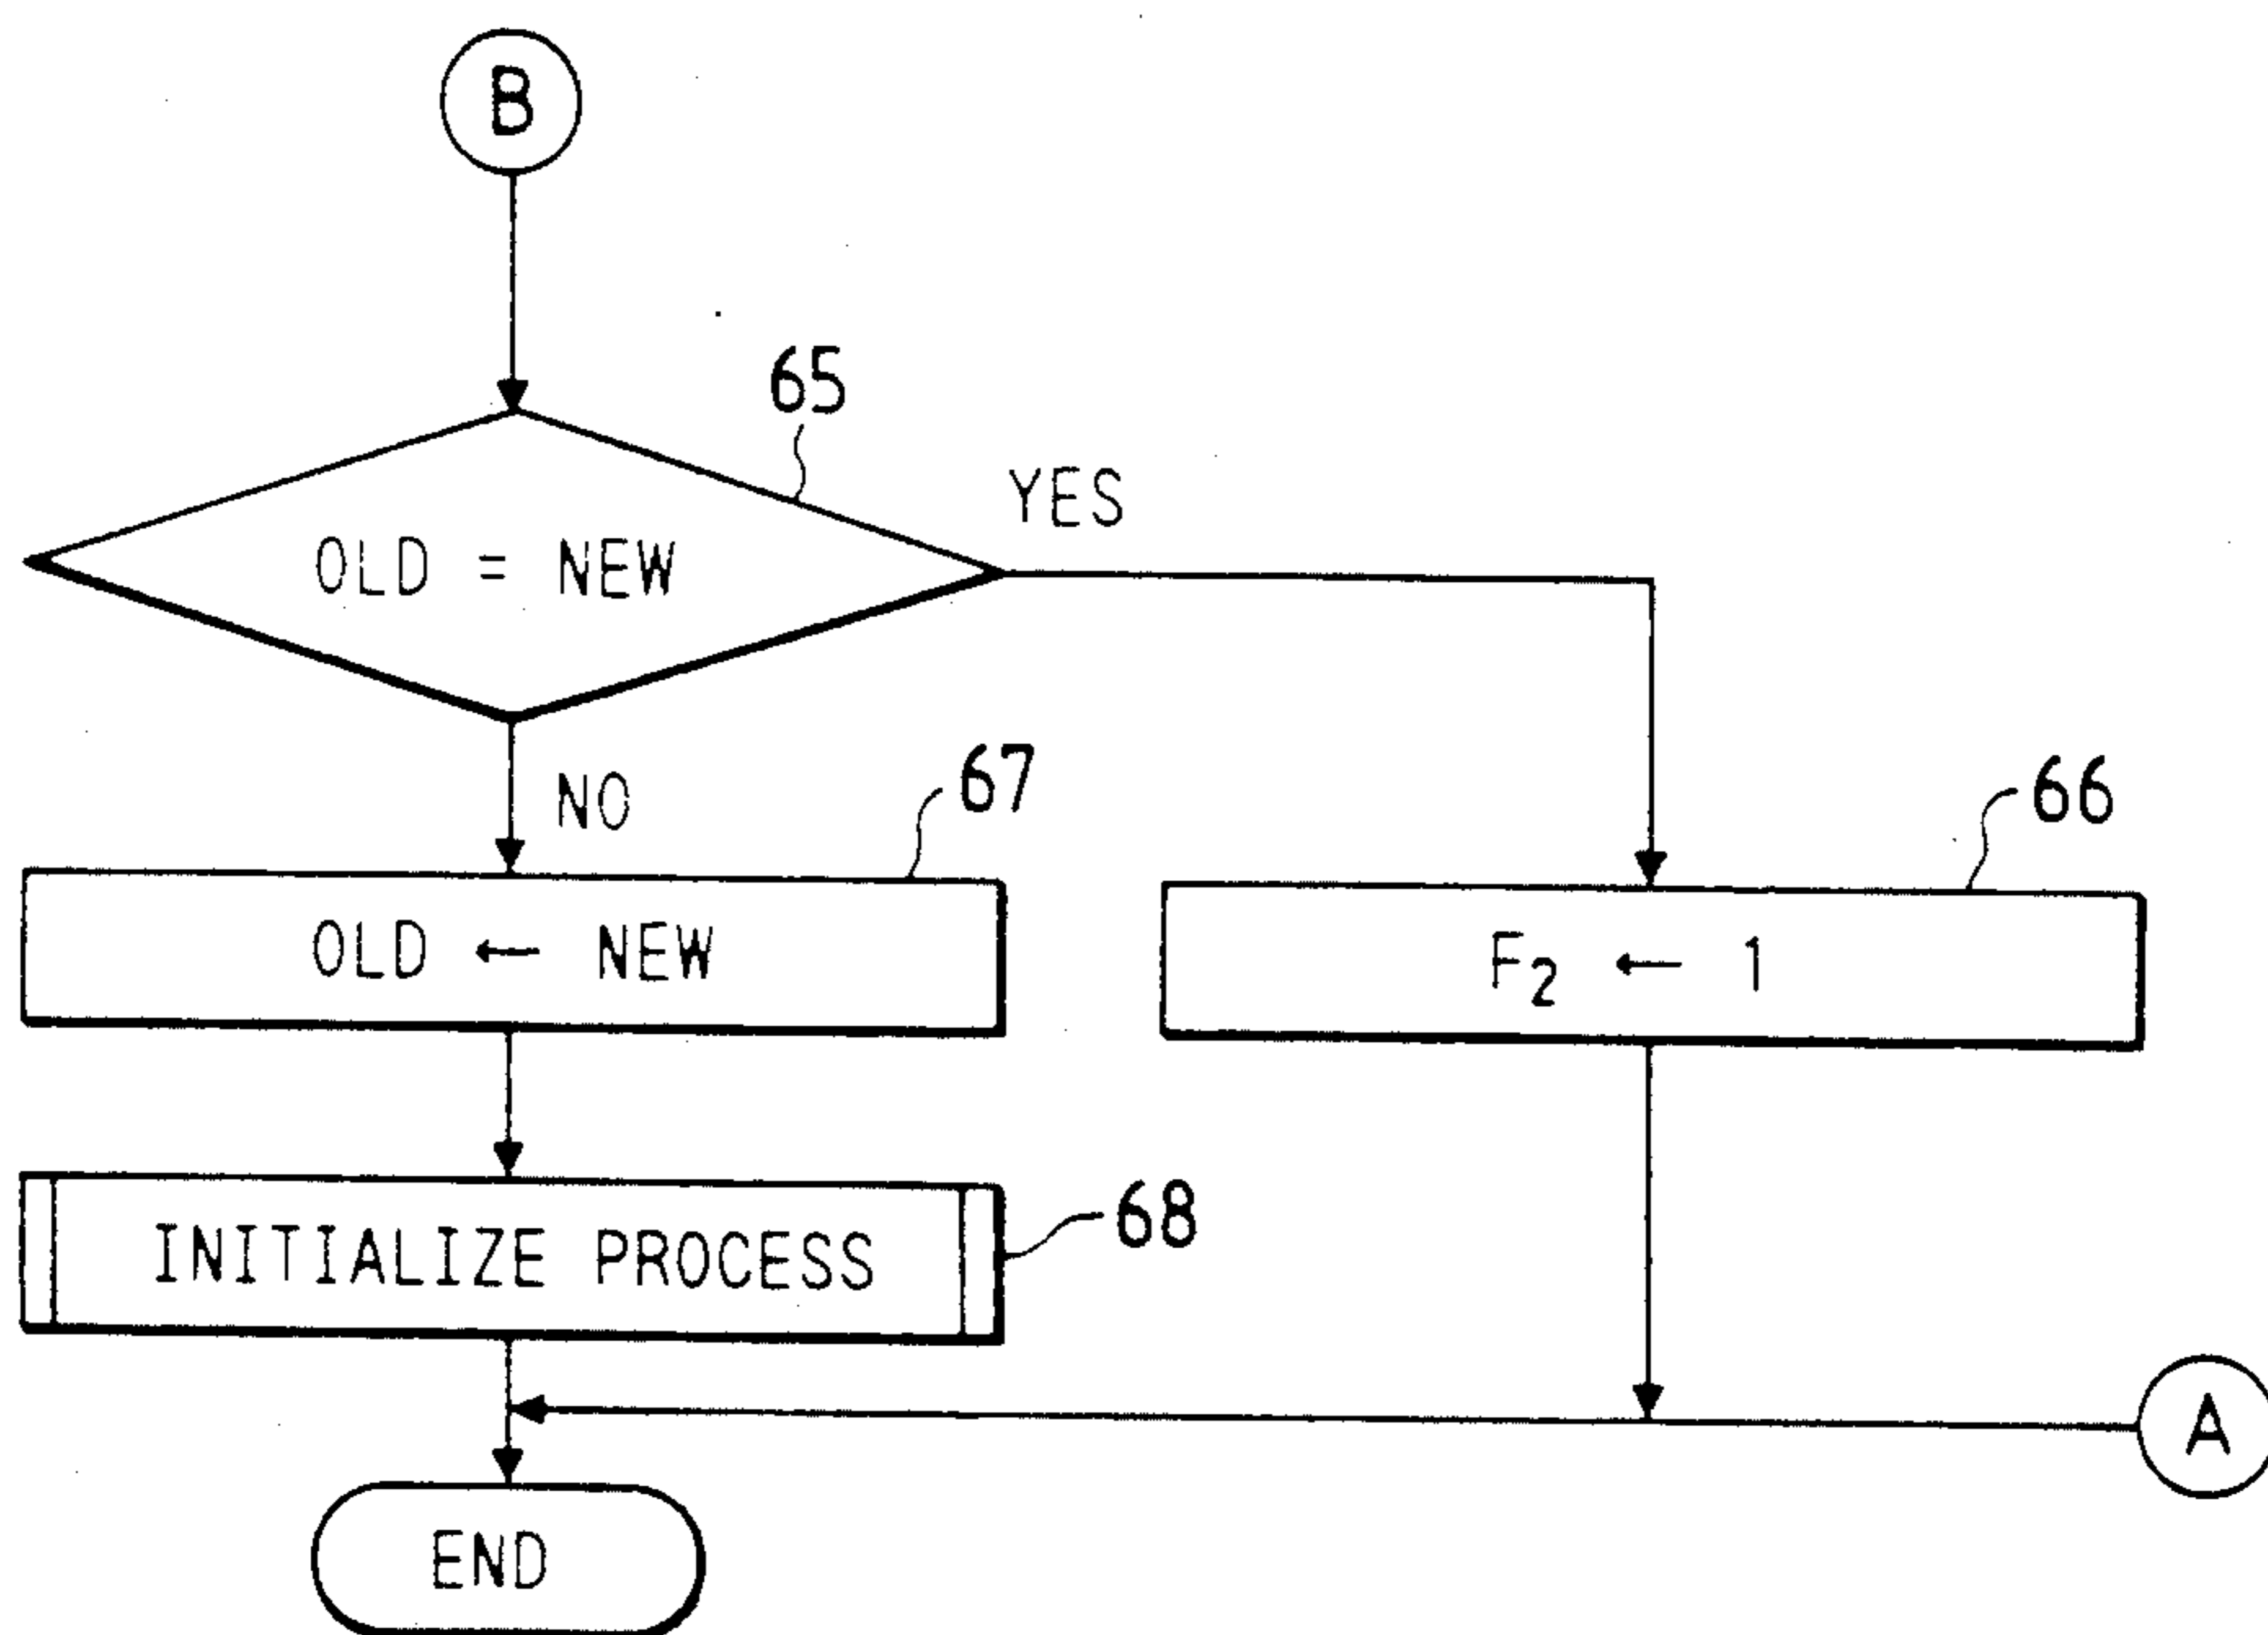 B
65
YES
OLD = NEW
NO
67
66
OLD ← NEW
F₂ ← 1
INITIALIZE PROCESS
68
A
END